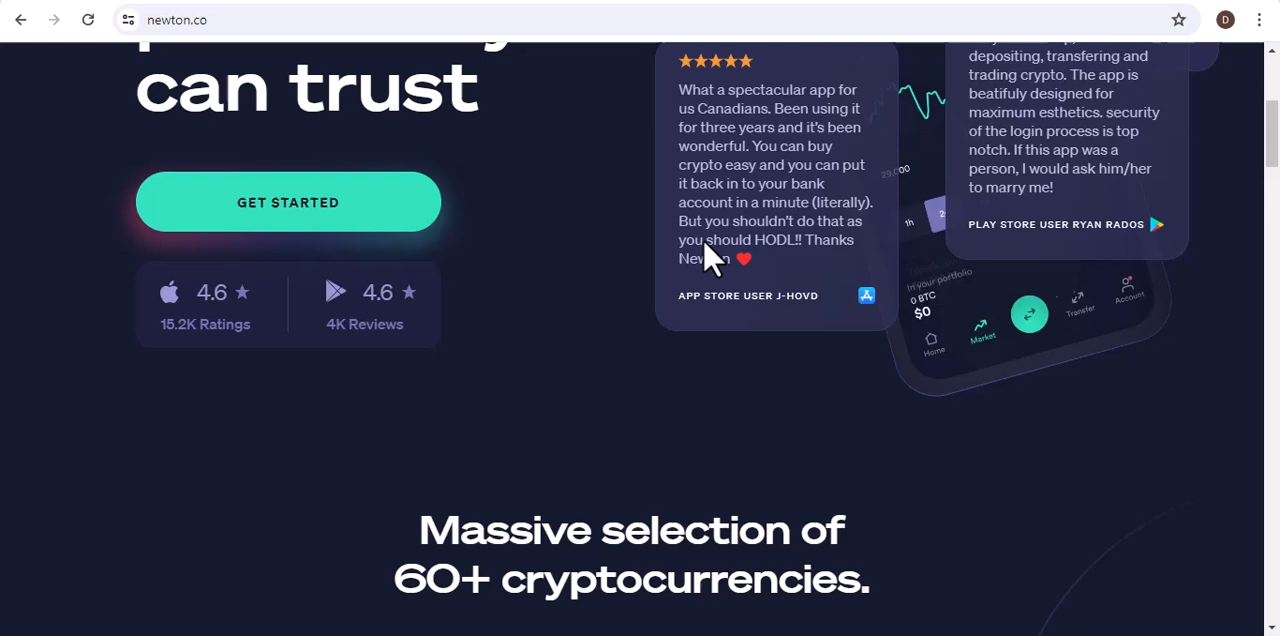 newton.co
D
can trust
GET STARTED
4.6 ★
15.2K Ratings
4.6 ★
4K Reviews
★★★★★
What a spectacular app for
us Canadians. Been using it
for three years and it's been
wonderful. You can buy
crypto easy and you can put
it back in to your bank
account in a minute (literally).
But you shouldn't do that as
you should HODL!! Thanks
❤️
APP STORE USER J-HOVD
depositing, transfering and
trading crypto. The app is
beatifuly designed for
maximum esthetics. security
of the login process is top
notch. If this app was a
person, I would ask him/her
to marry me!
PLAY STORE USER RYAN RADOS
29,000
1h
In your portfolio
0 BTC
$0
Home
Market
Transfer
Account
Massive selection of
60+ cryptocurrencies.